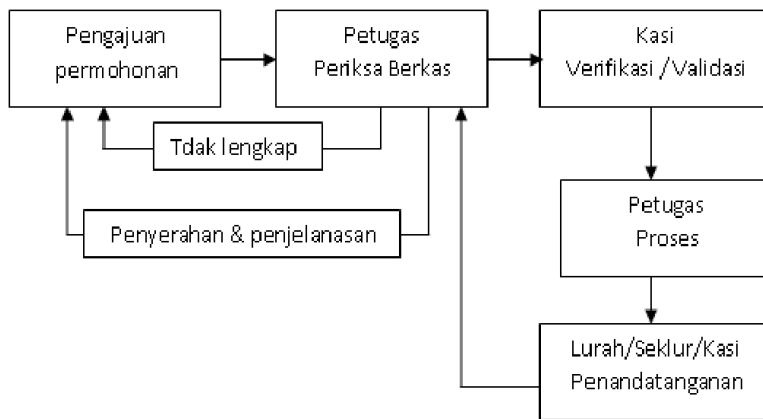 Pengajuan
permohonan
Petugas
Periksa Berkas
Kasi
Verifikasi /Validasi
Tdak lengkap
Penyerahan & penjelanasan
Petugas
Proses
Lurah/Seklur/Kasi
Penandatanganan